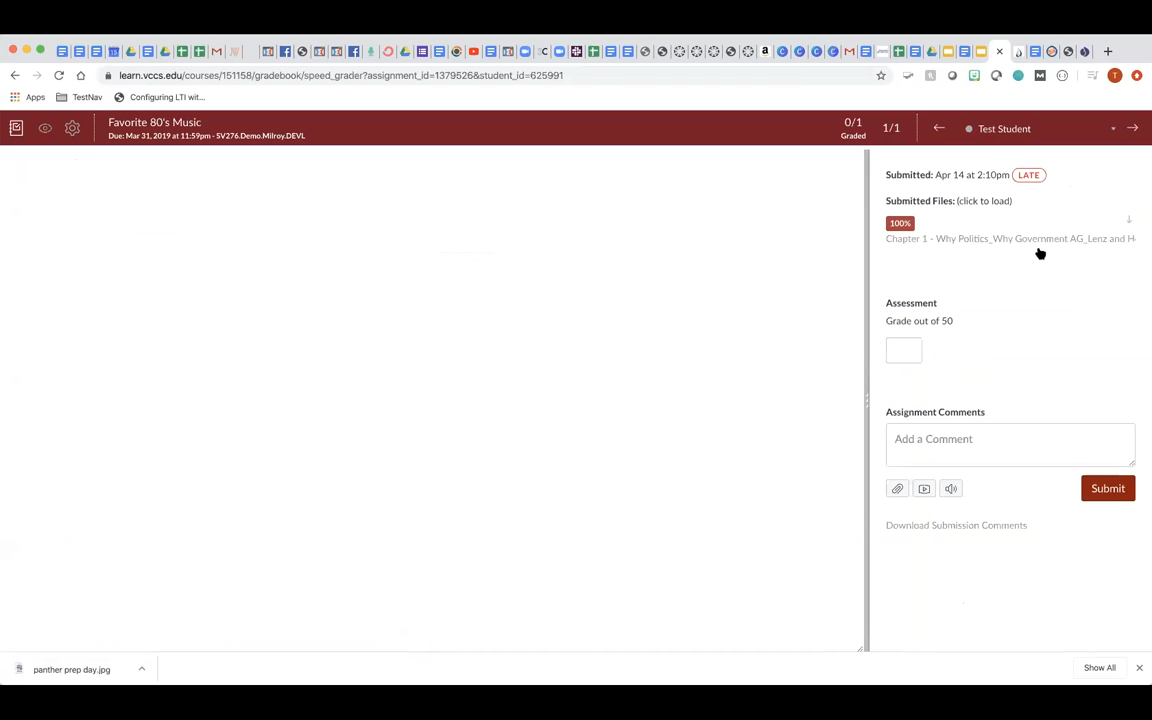 learn.vccs.edu/courses/151158/gradebook/speed_grader?assignment_id=1379526&student_id=625991
Apps
TestNav
Configuring LTI wit...
Favorite 80's Music
Due: Mar 31, 2019 at 11:59pm - SV276.Demo.Milroy.DEVL
0/1
Graded
1/1
Test Student
Submitted: Apr 14 at 2:10pm LATE
Submitted Files: (click to load)
100%
Chapter 1 - Why Politics_Why Government AG_Lenz and H
Assessment
Grade out of 50
Assignment Comments
Add a Comment
Submit
Download Submission Comments
panther prep day.jpg
Show All